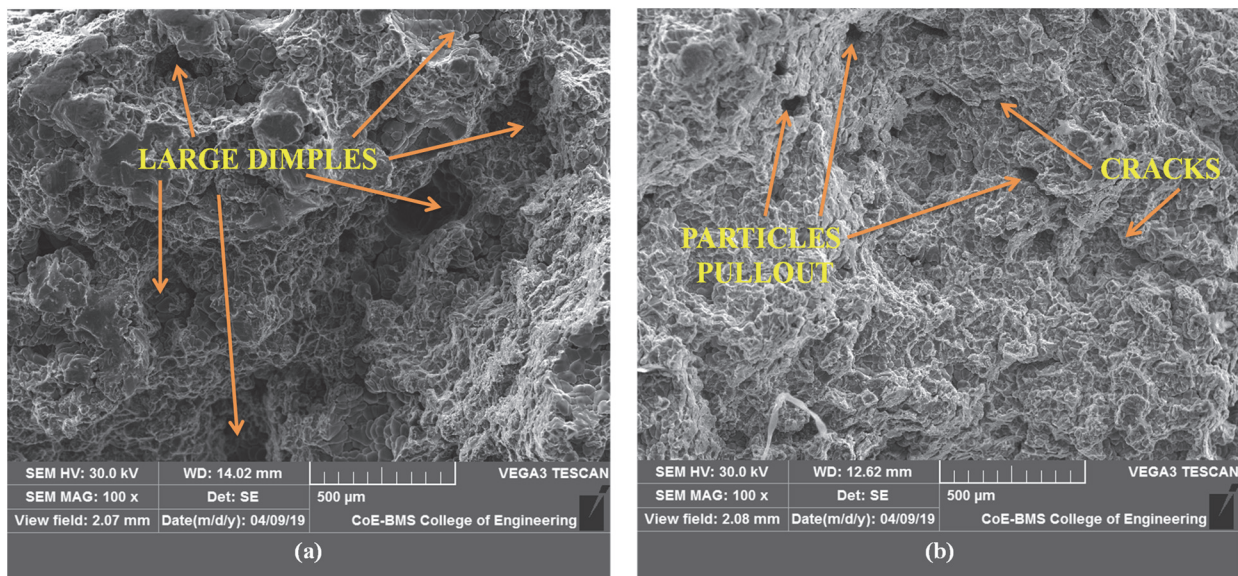 LARGE DIMPLES
SEM HV: 30.0 kV
WD: 14.02 mm
VEGA3 TESCAN
SEM MAG: 100 x
Det: SE
500 µm
View field: 2.07 mm
Date(m/d/y): 04/09/19
CoE-BMS College of Engineering
(a)
CRACKS
PARTICLES
PULLOUT
SEM HV: 30.0 kV
WD: 12.62 mm
VEGA3 TESCAN
SEM MAG: 100 x
Det: SE
500 µm
View field: 2.08 mm
Date(m/d/y): 04/09/19
CoE-BMS College of Engineering
(b)